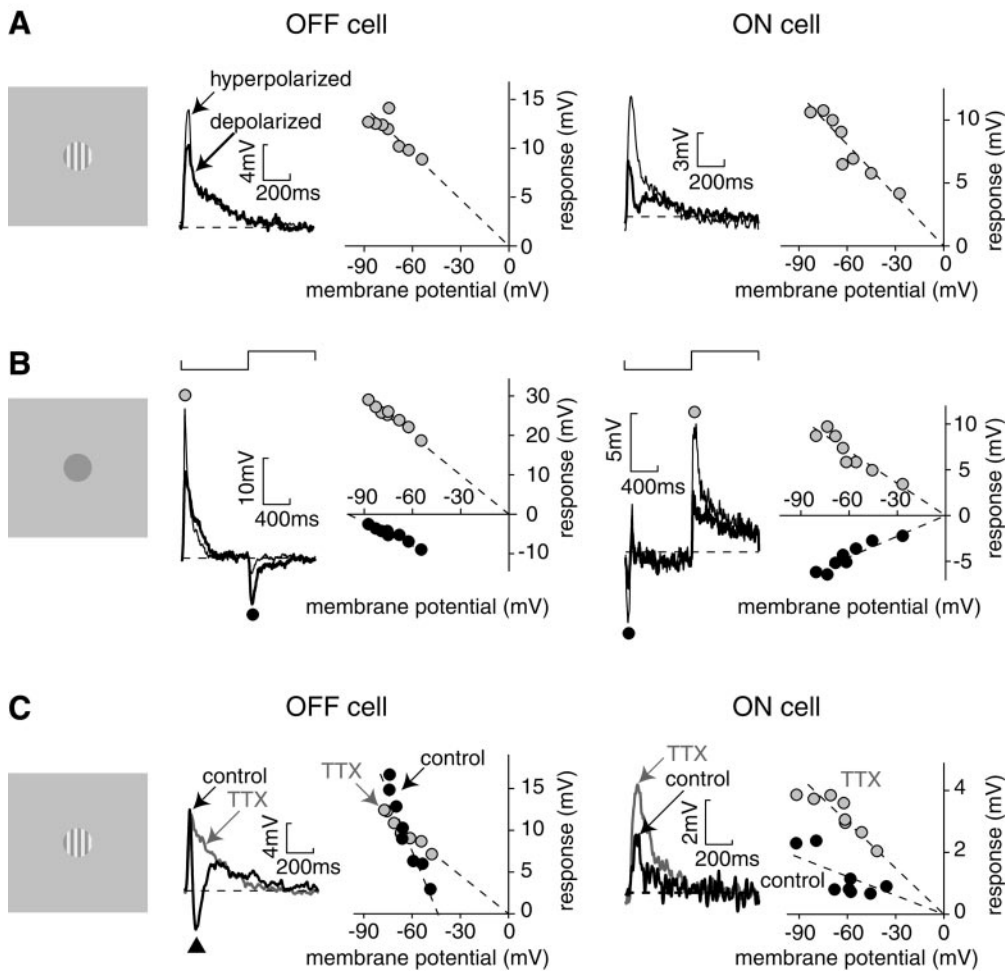 A
OFF cell
ON cell
hyperpolarized
depolarized
4mV
200ms
15
10
5
0
response (mV)
-90 -60 -30 0
membrane potential (mV)
3mV
200ms
10
5
0
response (mV)
-90 -60 -30 0
membrane potential (mV)
B
10mV
400ms
30
20
10
0
-10
response (mV)
-90 -60 -30
membrane potential (mV)
5mV
400ms
10
5
0
-5
response (mV)
-90 -60 -30
membrane potential (mV)
C
OFF cell
ON cell
control
TTX
4mV
200ms
TTX
control
15
10
5
0
response (mV)
-90 -60 -30 0
membrane potential (mV)
TTX
control
2mV
200ms
TTX
control
4
2
0
response (mV)
-90 -60 -30 0
membrane potential (mV)